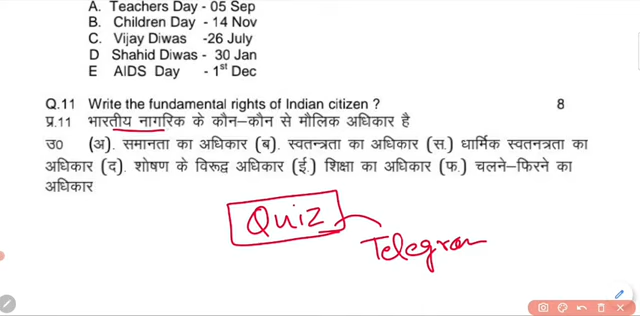 A. Teachers Day - 05 Sep
B. Children Day - 14 Nov
C. Vijay Diwas -26 July
D Shahid Diwas - 30 Jan
E AIDS Day - 1st Dec
Q.11 Write the fundamental rights of Indian citizen ? 8
प्र.11 भारतीय नागरिक के कौन–कौन से मौलिक अधिकार है
उ0 (अ). समानता का अधिकार (ब). स्वतन्त्रता का अधिकार (स.) धार्मिक स्वतनत्रता का
अधिकार (द). शोषण के विरूद्व अधिकार (ई.) शिक्षा का अधिकार (फ.) चलने–फिरने का
अधिकार
Quiz
Telegram